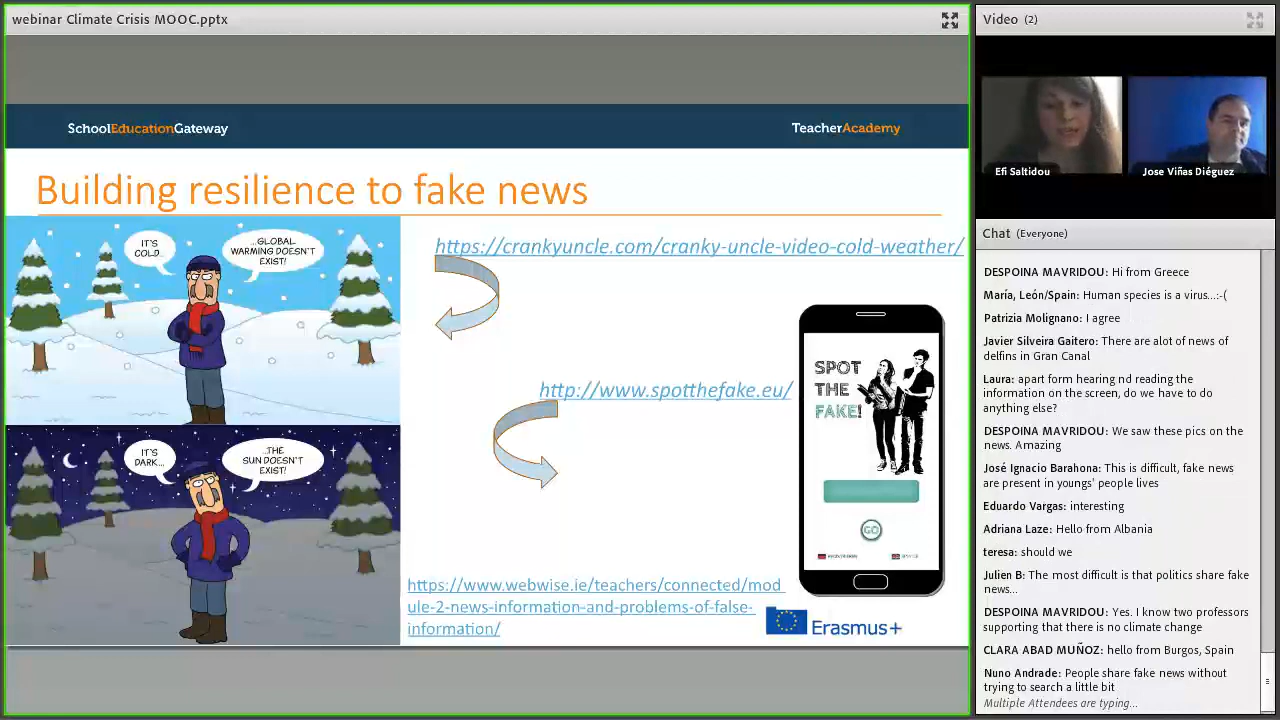 webinar Climate Crisis MOOC.pptx
SchoolEducationGateway
TeacherAcademy
Building resilience to fake news
IT'S
COLD...
...GLOBAL
WARMING DOESN'T
EXIST!
IT'S
DARK...
...THE
SUN DOESN'T
EXIST!
https://crankyuncle.com/cranky-uncle-video-cold-weather/
http://www.spotthefake.eu/
SPOT
THE
FAKE!
GO
https://www.webwise.ie/teachers/connected/mod
ule-2-news-information-and-problems-of-false-
information/
Erasmus+
Video (2)
Efi Saltidou
Jose Viñas Diéguez
Chat (Everyone)
DESPOINA MAVRIDOU: Hi from Greece
María, León/Spain: Human species is a virus...:-(
Patrizia Molignano: I agree
Javier Silveira Gaitero: There are alot of news of
delfins in Gran Canal
Laura: apart form hearing nd reading the
information on the screen, do we have to do
anything else?
DESPOINA MAVRIDOU: We saw these pics on the
news. Amazing
José Ignacio Barahona: This is difficult, fake news
are present in youngs' people lives
Eduardo Vargas: interesting
Adriana Laze: Hello from Albania
teresa: should we
Julien B: The most difficult is that politics share fake
news...
DESPOINA MAVRIDOU: Yes. I know two professors
supporting that there is no climate change
CLARA ABAD MUÑOZ: hello from Burgos, Spain
Nuno Andrade: People share fake news without
trying to search a little bit
Multiple Attendees are typing...